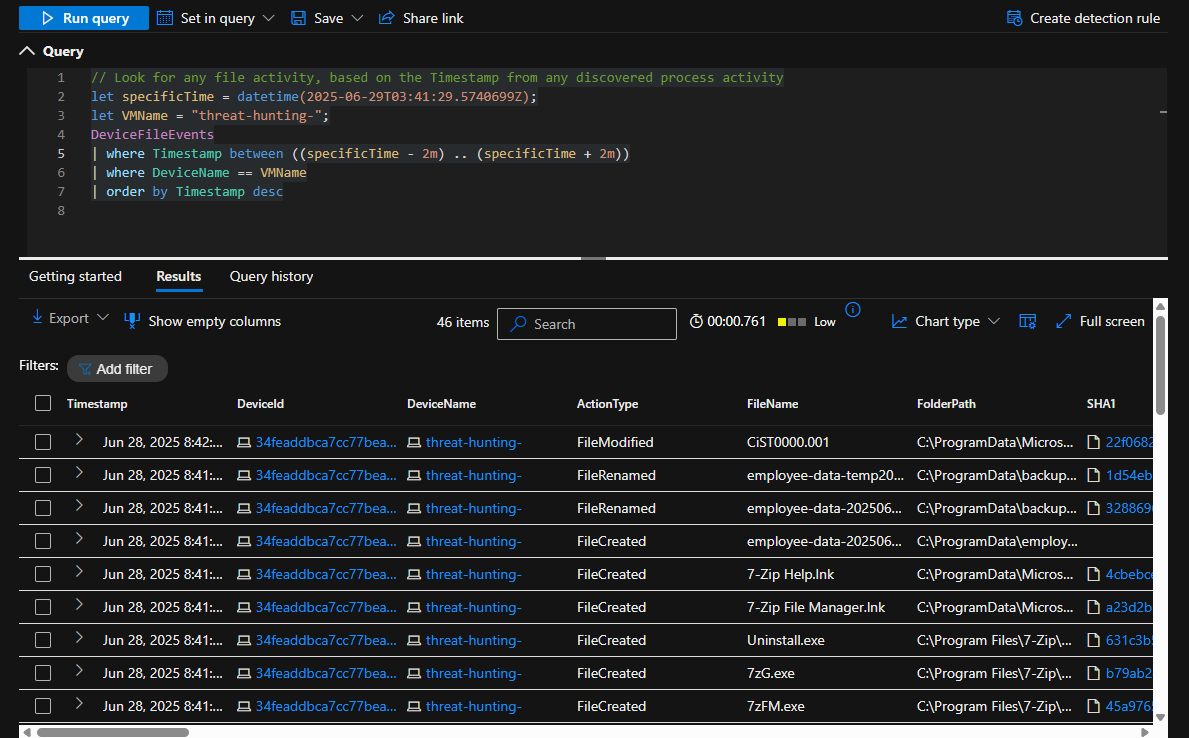 Run query Set in query Save Share link Create detection rule
Query
1 // Look for any file activity, based on the Timestamp from any discovered process activity
2 let specificTime = datetime(2025-06-29T03:41:29.5740699Z);
3 let VMName = "threat-hunting-";
4 DeviceFileEvents
5 | where Timestamp between ((specificTime - 2m) .. (specificTime + 2m))
6 | where DeviceName == VMName
7 | order by Timestamp desc
8
Getting started Results Query history
Export Show empty columns 46 items Search 00:00.761 Low Chart type Full screen
Filters: Add filter
Timestamp DeviceId DeviceName ActionType FileName FolderPath SHA1
Jun 28, 2025 8:42:... 34feaddbca7cc77bea... threat-hunting- FileModified CiST0000.001 C:\ProgramData\Micros... 22f0682
Jun 28, 2025 8:41:... 34feaddbca7cc77bea... threat-hunting- FileRenamed employee-data-temp20... C:\ProgramData\backup... 1d54eb
Jun 28, 2025 8:41:... 34feaddbca7cc77bea... threat-hunting- FileRenamed employee-data-202506... C:\ProgramData\backup... 328869
Jun 28, 2025 8:41:... 34feaddbca7cc77bea... threat-hunting- FileCreated employee-data-202506... C:\ProgramData\employ...
Jun 28, 2025 8:41:... 34feaddbca7cc77bea... threat-hunting- FileCreated 7-Zip Help.lnk C:\ProgramData\Micros... 4cbebce
Jun 28, 2025 8:41:... 34feaddbca7cc77bea... threat-hunting- FileCreated 7-Zip File Manager.lnk C:\ProgramData\Micros... a23d2b
Jun 28, 2025 8:41:... 34feaddbca7cc77bea... threat-hunting- FileCreated Uninstall.exe C:\Program Files\7-Zip\... 631c3b
Jun 28, 2025 8:41:... 34feaddbca7cc77bea... threat-hunting- FileCreated 7zG.exe C:\Program Files\7-Zip\... b79ab2
Jun 28, 2025 8:41:... 34feaddbca7cc77bea... threat-hunting- FileCreated 7zFM.exe C:\Program Files\7-Zip\... 45a976